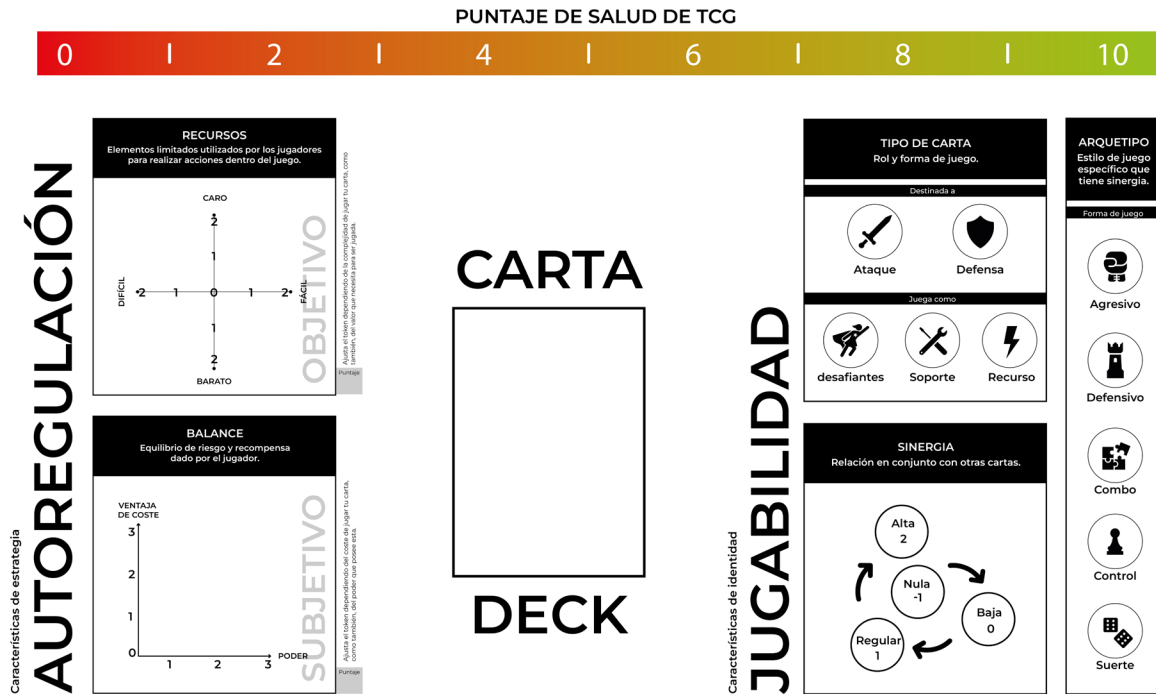 PUNTAJE DE SALUD DE TCG
0 | 2 | 4 | 6 | 8 | 10
Características de estrategia
AUTOREGULACIÓN
RECURSOS
Elementos limitados utilizados por los jugadores
para realizar acciones dentro del juego.
CARO
2
1
DIFÍCIL
2 1 0 1 2
FÁCIL
1
2
BARATO
OBJETIVO
Ajusta el token dependiendo de la complejidad de jugar tu carta, como
también, del valor que necesita para ser jugada.
Puntaje
BALANCE
Equilibrio de riesgo y recompensa
dado por el jugador.
VENTAJA
DE COSTE
3
2
1
0
1 2 3
PODER
SUBJETIVO
Ajusta el token dependiendo del coste de jugar tu carta,
como también, del poder que posee esta.
Puntaje
CARTA
DECK
Características de identidad
JUGABILIDAD
TIPO DE CARTA
Rol y forma de juego.
Destinada a
Ataque
Defensa
Juega como
desafiantes
Soporte
Recurso
SINERGIA
Relación en conjunto con otras cartas.
Alta
2
Nula
-1
Baja
0
Regular
1
ARQUETIPO
Estilo de juego
específico que
tiene sinergia.
Forma de juego
Agresivo
Defensivo
Combo
Control
Suerte